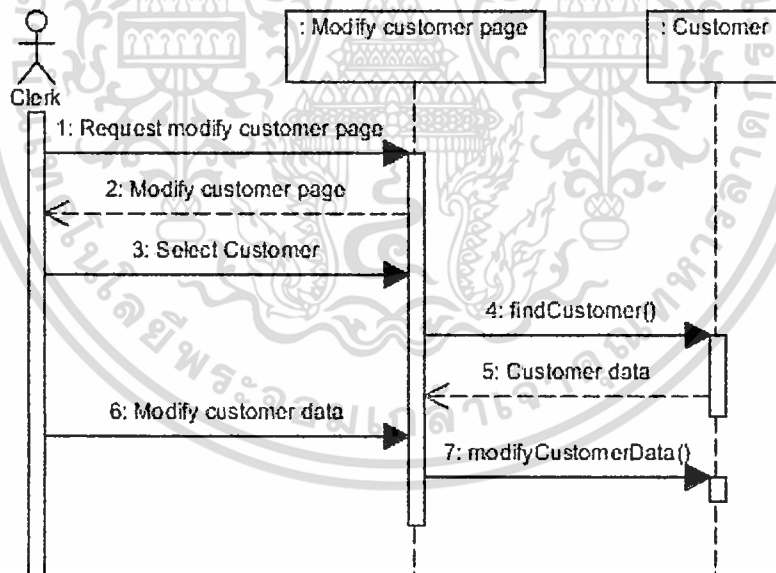 : Modify customer page
: Customer
Clerk
1: Request modify customer page
2: Modify customer page
3: Select Customer
4: findCustomer()
5: Customer data
6: Modify customer data
7: modifyCustomerData()